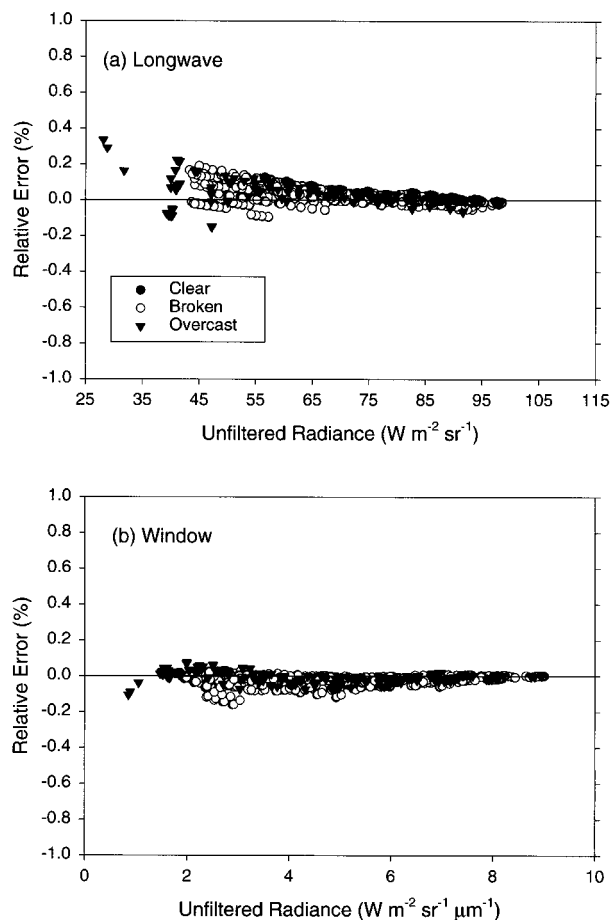 (a) Longwave
1.0
0.8
0.6
0.4
0.2
0.0
-0.2
-0.4
-0.6
-0.8
-1.0
Relative Error (%)
Clear
Broken
Overcast
25 35 45 55 65 75 85 95 105 115
Unfiltered Radiance (W m⁻² sr⁻¹)
(b) Window
1.0
0.8
0.6
0.4
0.2
0.0
-0.2
-0.4
-0.6
-0.8
-1.0
Relative Error (%)
0 2 4 6 8 10
Unfiltered Radiance (W m⁻² sr⁻¹ μm⁻¹)